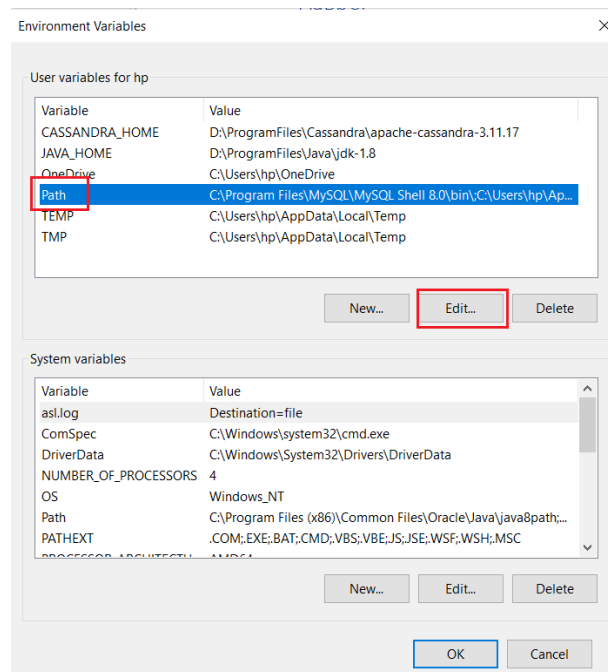 Environment Variables
User variables for hp
Variable Value
CASSANDRA_HOME D:\ProgramFiles\Cassandra\apache-cassandra-3.11.17
JAVA_HOME D:\ProgramFiles\Java\jdk-1.8
OneDrive C:\Users\hp\OneDrive
Path C:\Program Files\MySQL\MySQL Shell 8.0\bin\;C:\Users\hp\Ap...
TEMP C:\Users\hp\AppData\Local\Temp
TMP C:\Users\hp\AppData\Local\Temp
New... Edit... Delete
System variables
Variable Value
asl.log Destination=file
ComSpec C:\Windows\system32\cmd.exe
DriverData C:\Windows\System32\Drivers\DriverData
NUMBER_OF_PROCESSORS 4
OS Windows_NT
Path C:\Program Files (x86)\Common Files\Oracle\Java\java8path;...
PATHEXT .COM;.EXE;.BAT;.CMD;.VBS;.VBE;.JS;.JSE;.WSF;.WSH;.MSC
New... Edit... Delete
OK Cancel